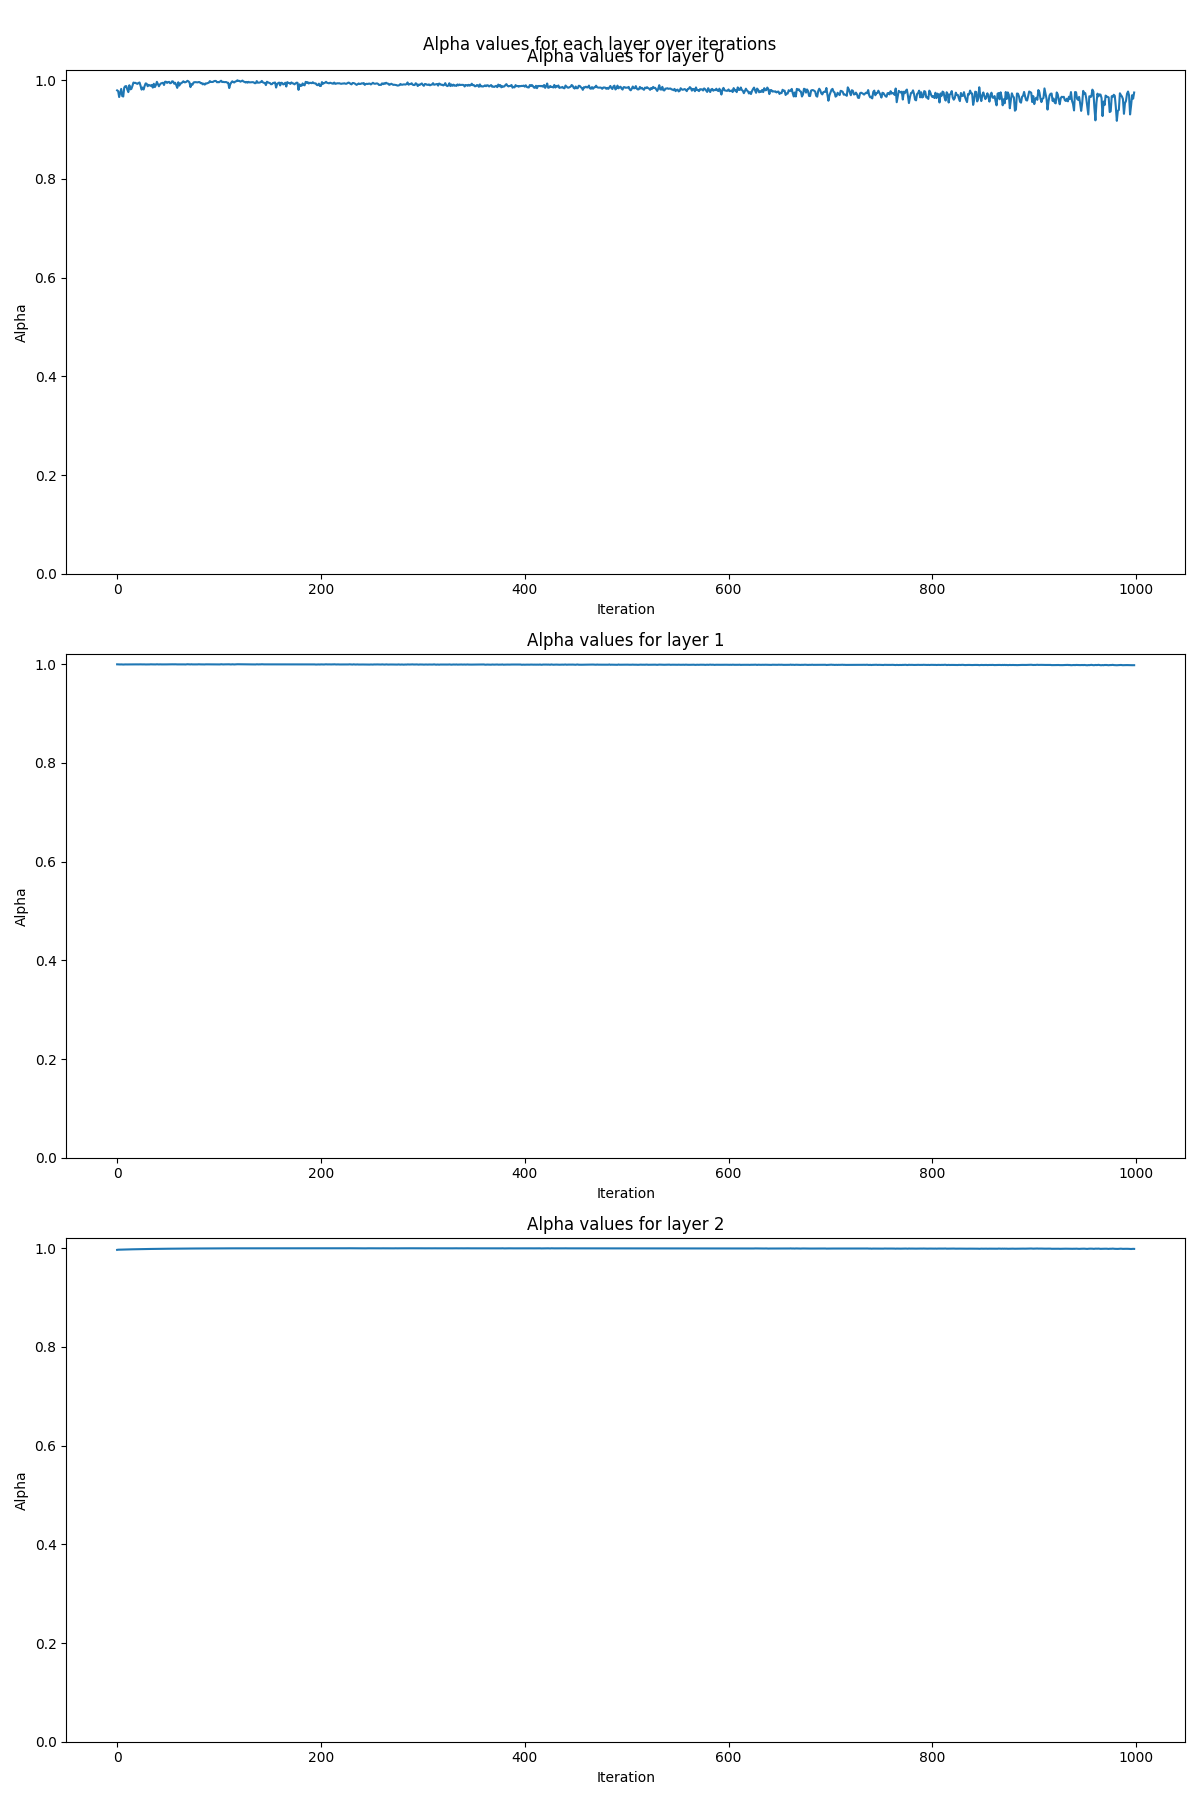 Alpha values for each layer over iterations
Alpha values for layer 0
1.0
0.8
0.6
0.4
0.2
0.0
Alpha
0 200 400 600 800 1000
Iteration
Alpha values for layer 1
1.0
0.8
0.6
0.4
0.2
0.0
Alpha
0 200 400 600 800 1000
Iteration
Alpha values for layer 2
1.0
0.8
0.6
0.4
0.2
0.0
Alpha
0 200 400 600 800 1000
Iteration